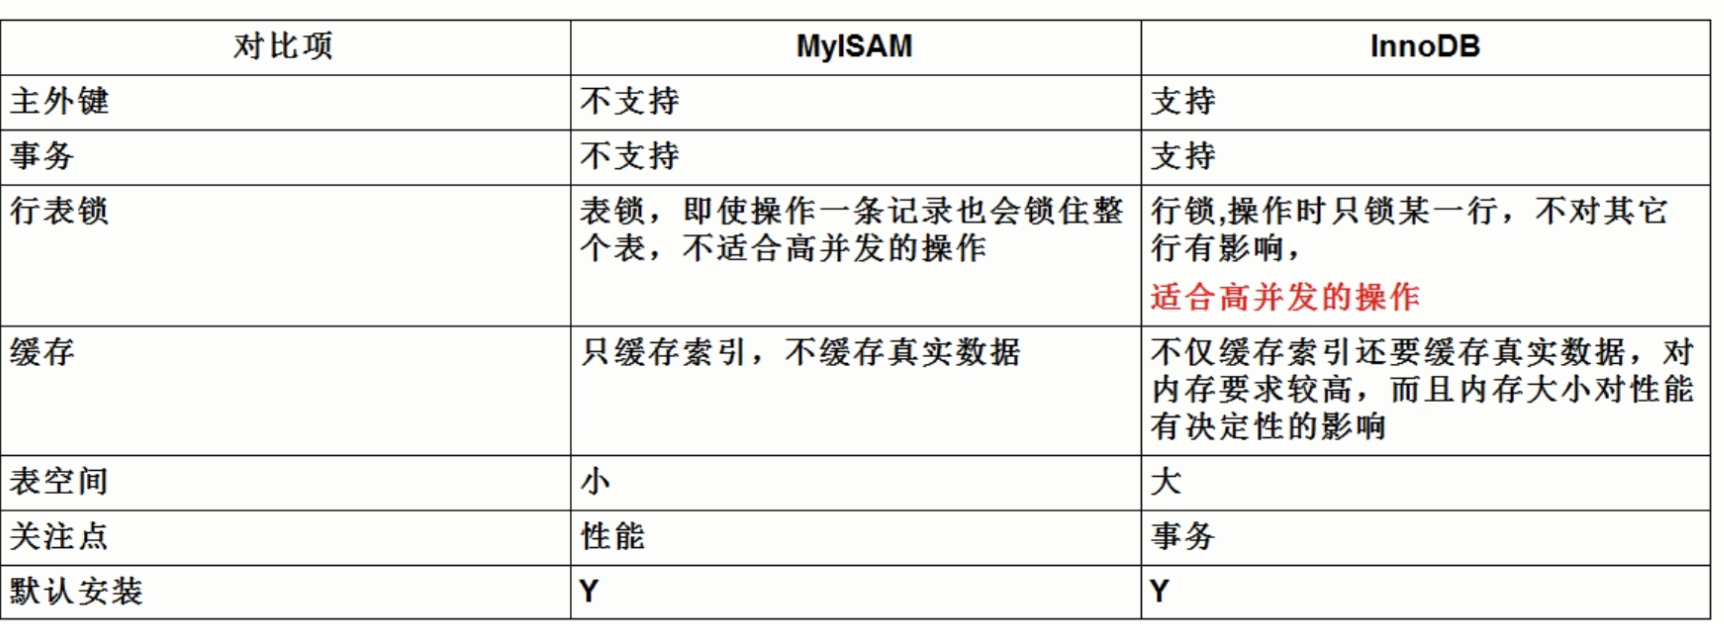 对比项 MyISAM InnoDB
主外键 不支持 支持
事务 不支持 支持
行表锁 表锁，即使操作一条记录也会锁住整 行锁,操作时只锁某一行，不对其它
个表，不适合高并发的操作 行有影响，
适合高并发的操作
缓存 只缓存索引，不缓存真实数据 不仅缓存索引还要缓存真实数据，对
内存要求较高，而且内存大小对性能
有决定性的影响
表空间 小 大
关注点 性能 事务
默认安装 Y Y